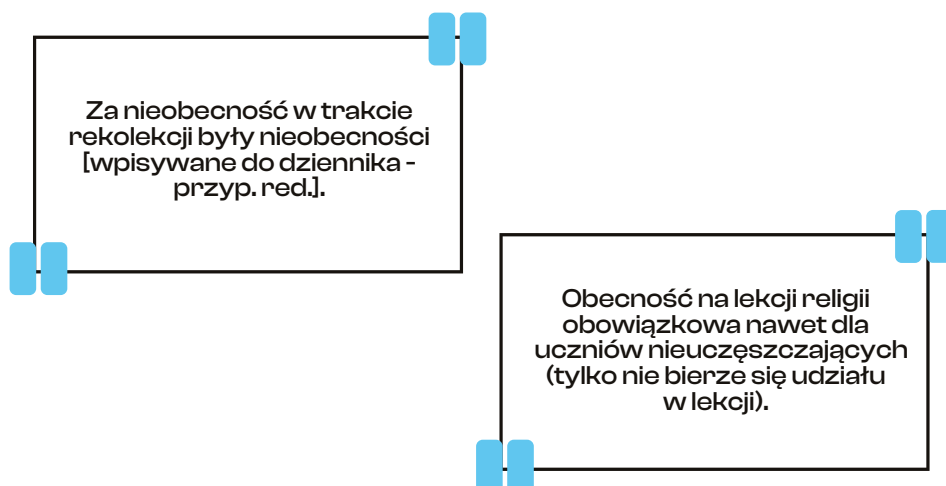 Za nieobecność w trakcie
rekolekcji były nieobecności
[wpisywane do dziennika -
przyp. red.].
Obecność na lekcji religii
obowiązkowa nawet dla
uczniów nieuczęszczających
(tylko nie bierze się udziału
w lekcji).